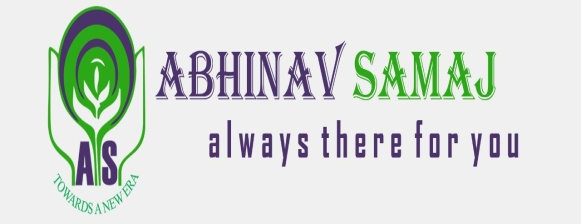 ABHINAV SAMAJ
always there for you
AS
TOWARDS A NEW ERA